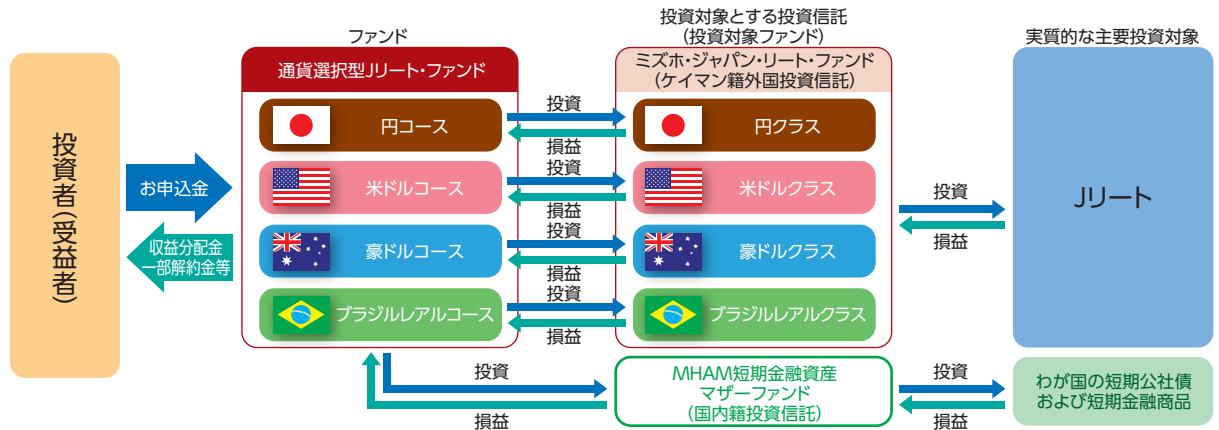 投資者(受益者)
お申込金
収益分配金
一部解約金等
ファンド
通貨選択型Jリート・ファンド
円コース
米ドルコース
豪ドルコース
ブラジルレアルコース
投資
損益
投資
損益
投資
損益
投資
損益
投資対象とする投資信託
(投資対象ファンド)
ミズホ・ジャパン・リート・ファンド
(ケイマン籍外国投資信託)
円クラス
米ドルクラス
豪ドルクラス
ブラジルレアルクラス
投資
損益
実質的な主要投資対象
Jリート
投資
損益
MHAM短期金融資産
マザーファンド
(国内籍投資信託)
投資
損益
わが国の短期公社債
および短期金融商品